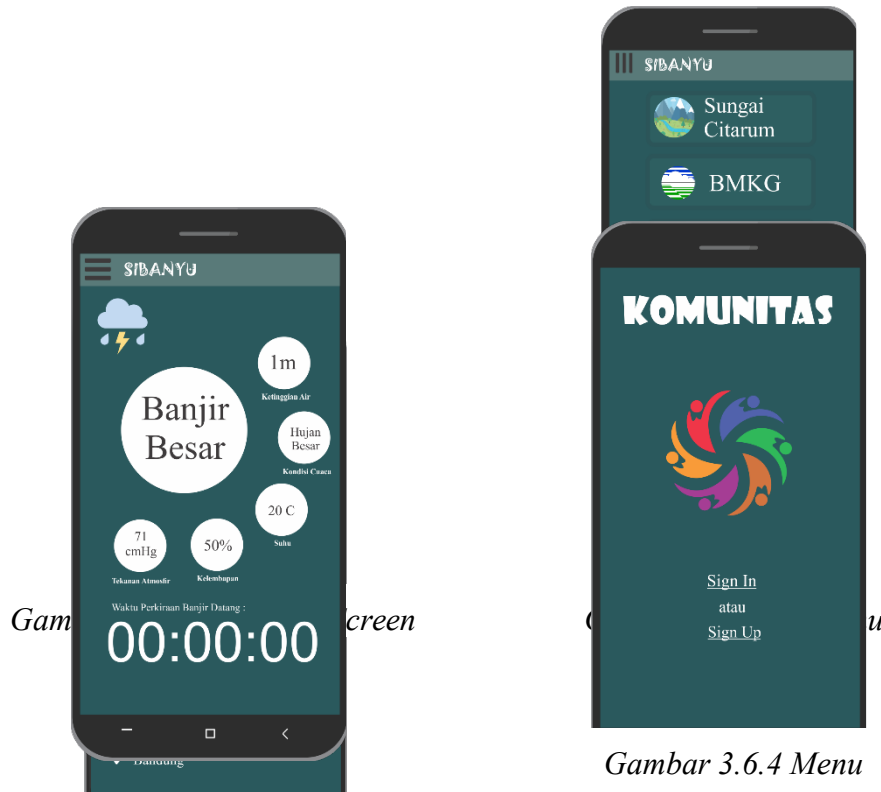 SIBANYU
Sungai
Citarum
BMKG
SIBANYU
Banjir
Besar
1m
Ketinggian Air
Hujan
Besar
Kondisi Cuaca
20 C
Suhu
71
cmHg
Tekanan Atmosfir
50%
Kelembapan
Waktu Perkiraan Banjir Datang :
00:00:00
Bandung
KOMUNITAS
Sign In
atau
Sign Up
Gambar 3.6.4 Menu